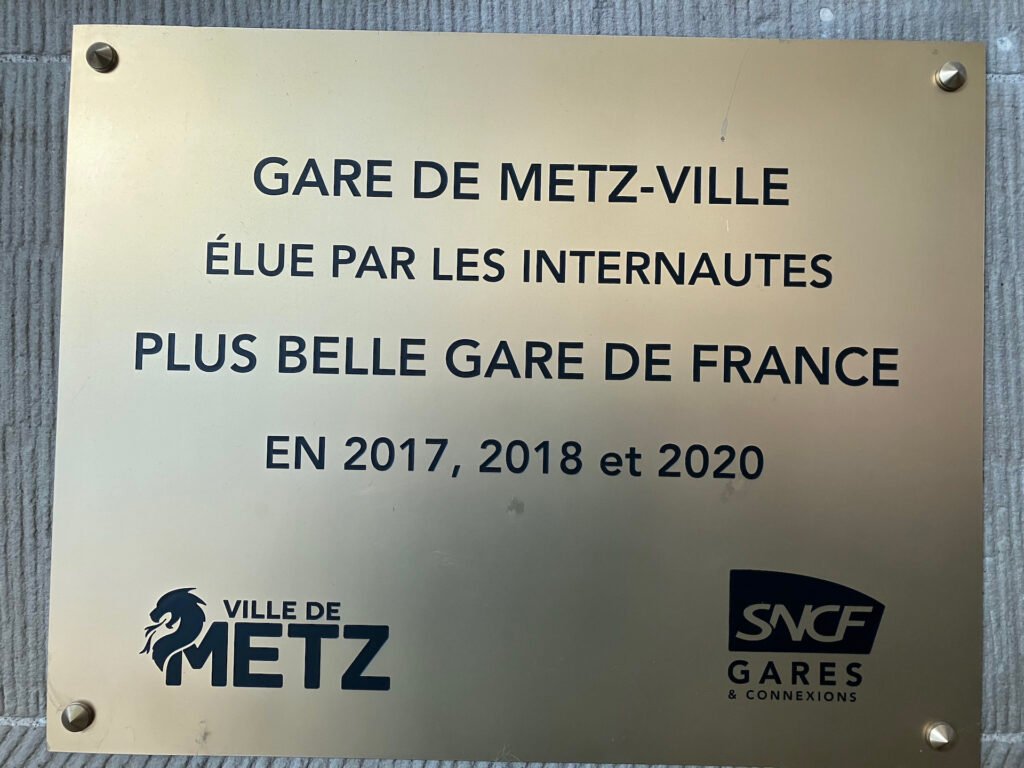 GARE DE METZ-VILLE
ÉLUE PAR LES INTERNAUTES
PLUS BELLE GARE DE FRANCE
EN 2017, 2018 et 2020
VILLE DE
METZ
SNCF
GARES
& CONNEXIONS